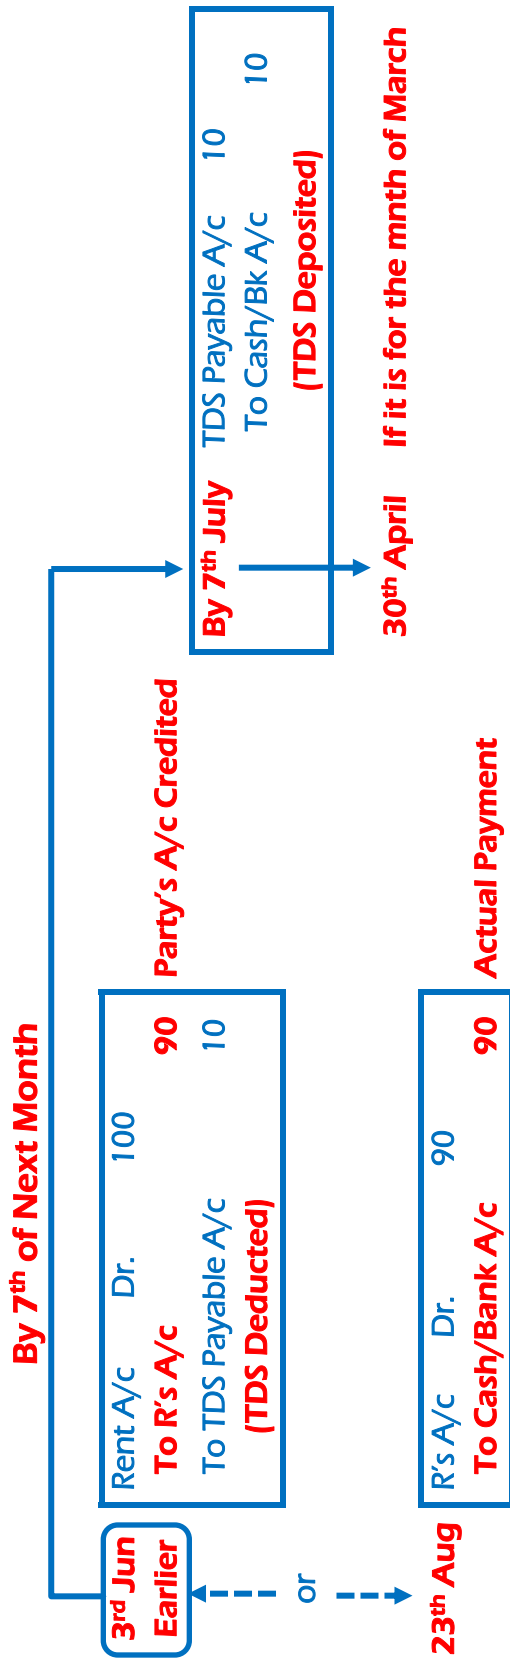 By 7th of Next Month
3rd Jun
Earlier
Rent A/c Dr. 100
To R's A/c 90 Party's A/c Credited
To TDS Payable A/c 10
(TDS Deducted)
By 7th July TDS Payable A/c 10
To Cash/Bk A/c 10
(TDS Deposited)
or
30th April If it is for the mnth of March
23th Aug
R's A/c Dr. 90
To Cash/Bank A/c 90 Actual Payment